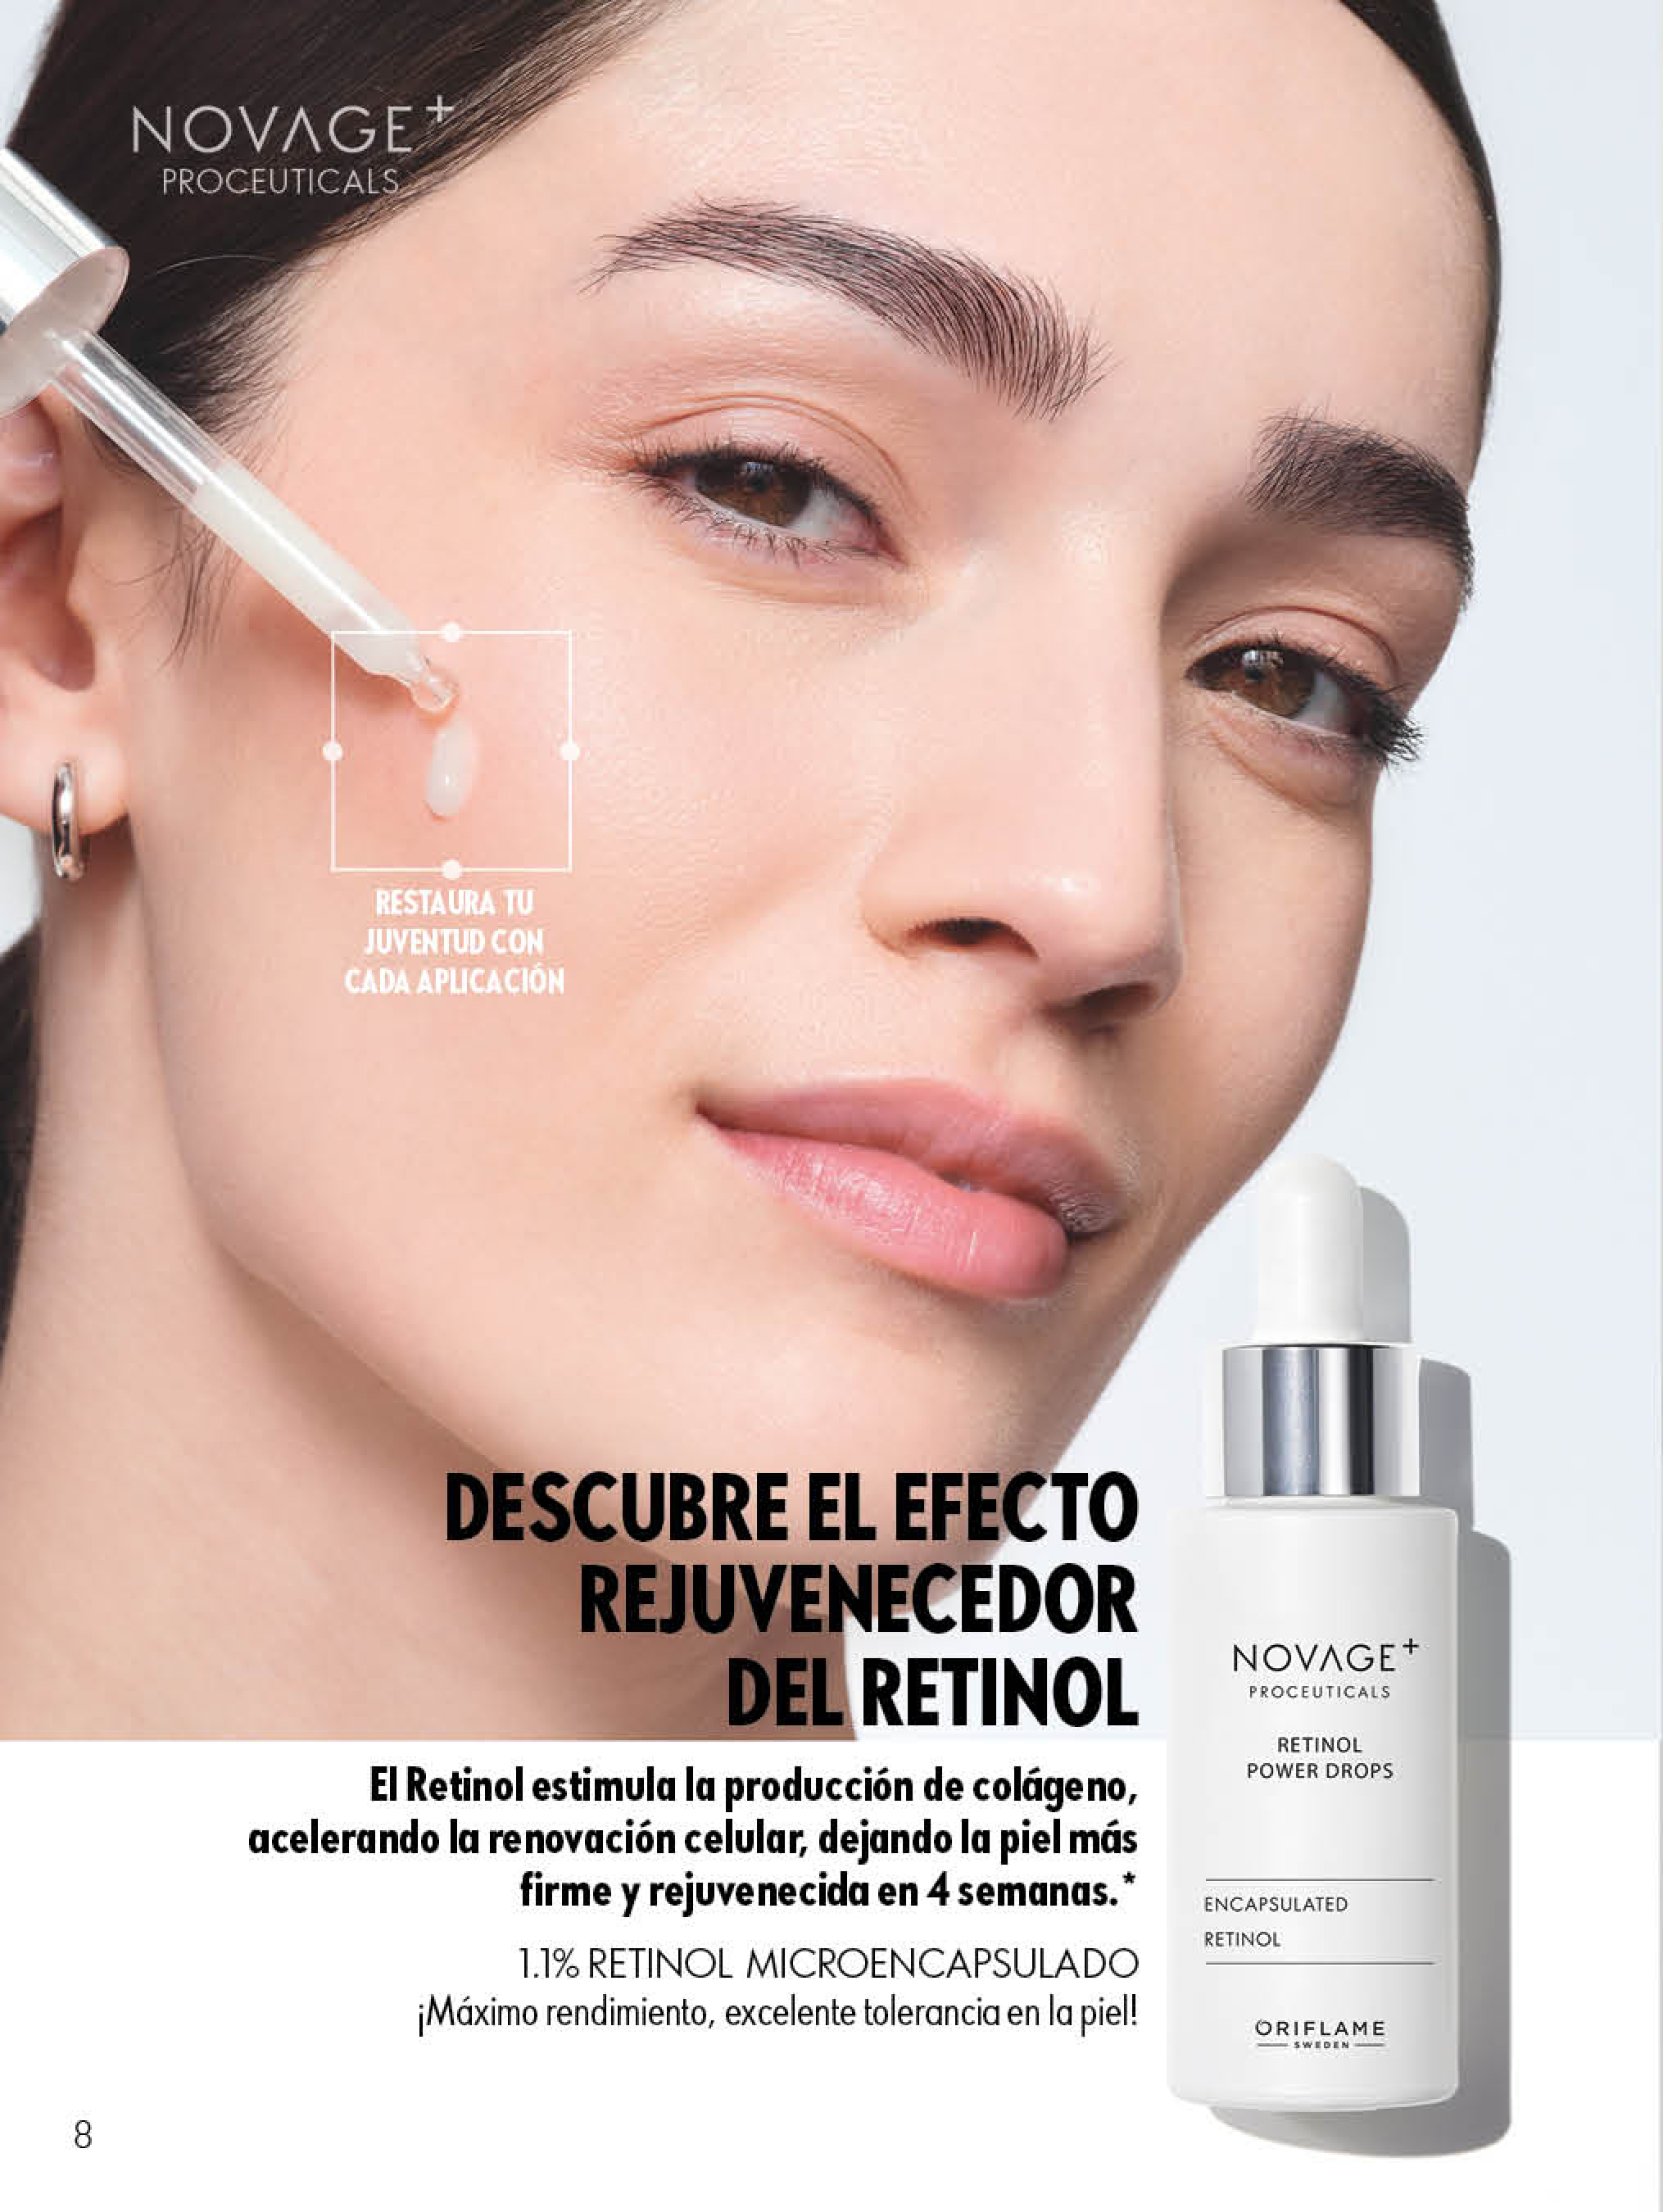 NOVAGE+
PROCEUTICALS
RESTAURA TU
JUVENTUD CON
CADA APLICACIÓN
DESCUBRE EL EFECTO
REJUVENECEDOR
DEL RETINOL
El Retinol estimula la producción de colágeno,
acelerando la renovación celular, dejando la piel más
firme y rejuvenecida en 4 semanas.*
1.1% RETINOL MICROENCAPSULADO
¡Máximo rendimiento, excelente tolerancia en la piel!
NOVAGE+
PROCEUTICALS
RETINOL
POWER DROPS
ENCAPSULATED
RETINOL
ORIFLAME
SWEDEN
8